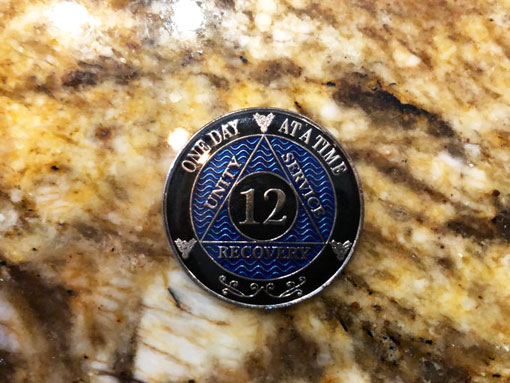 ONE DAY AT A TIME
UNITY
SERVICE
12
RECOVERY